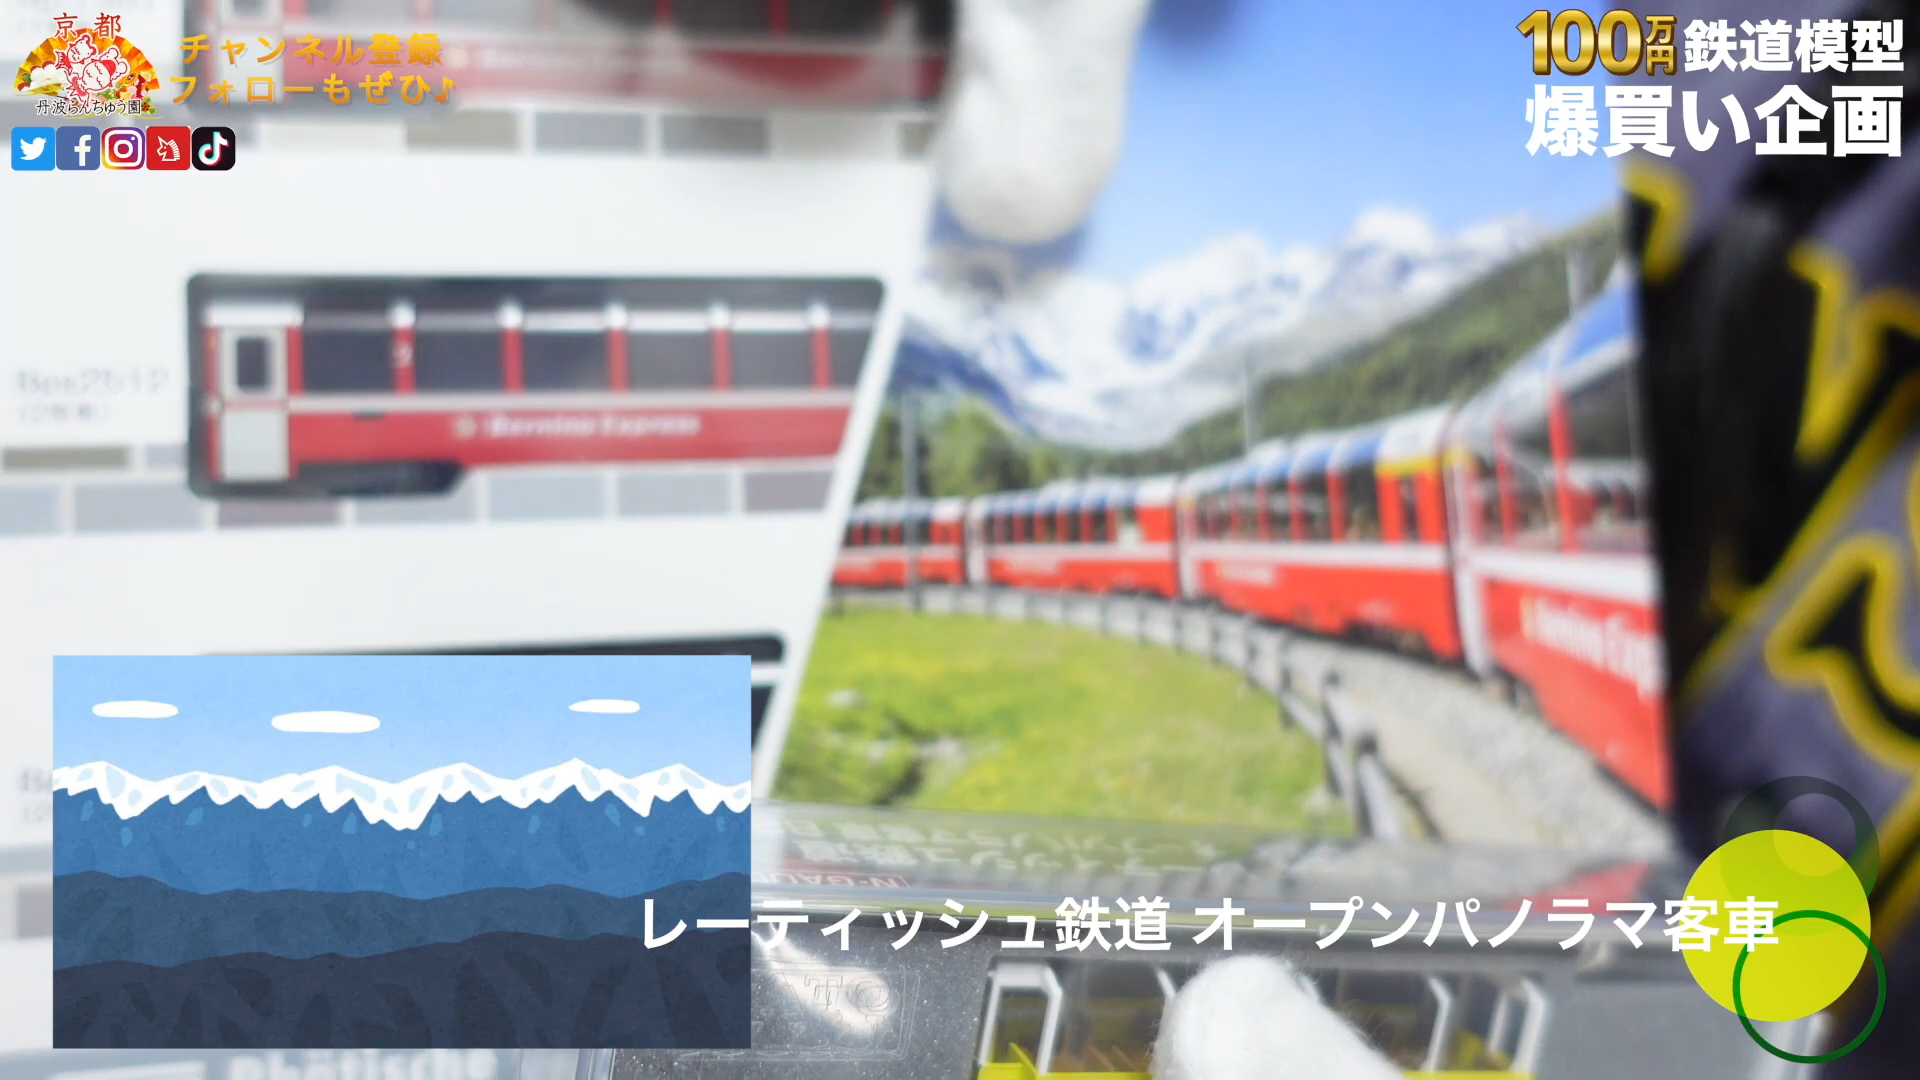 京都
丹波らんちゅう園
チャンネル登録
フォローもぜひ♪
100万円鉄道模型
爆買い企画
Bps2512
Bernina Express
レーティッシュ鉄道 オープンパノラマ客車
Rhätische